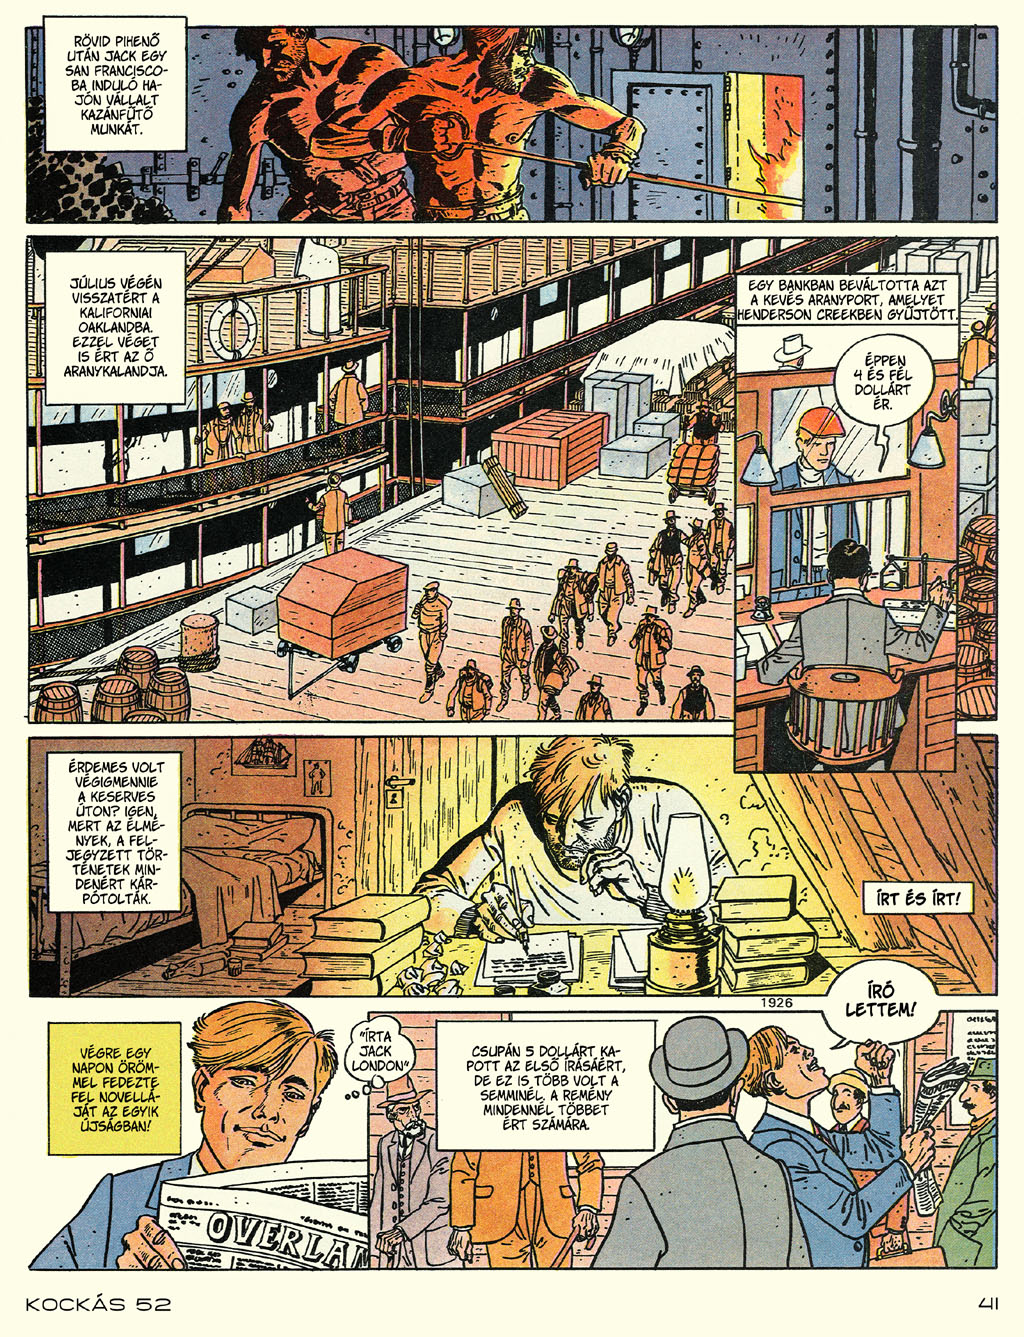 RÖVID PIHENŐ
UTÁN JACK EGY
SAN FRANCISCO-
BA INDULÓ HA-
JÓN VÁLLALT
KAZÁNFŰTŐ
MUNKÁT.
JÚLIUS VÉGÉN
VISSZATÉRT A
KALIFORNIAI
OAKLANDBA.
EZZEL VÉGET
IS ÉRT AZ Ő
ARANYKALANDJA.
EGY BANKBAN BEVÁLTOTTA AZT
A KEVÉS ARANYPORT, AMELYET
HENDERSON CREEKBEN GYŰJTÖTT.
ÉPPEN
4 ÉS FÉL
DOLLÁRT
ÉR.
ÉRDEMES VOLT
VÉGIGMENNIE
A KESERVES
ÚTON? IGEN,
MERT AZ ÉLMÉ-
NYEK, A FEL-
JEGYZETT TÖR-
TÉNETEK MIN-
DENÉRT KÁR-
PÓTOLTÁK.
ÍRT ÉS ÍRT!
1926
VÉGRE EGY
NAPON ÖRÖM-
MEL FEDEZTE
FEL NOVELLÁ-
JÁT AZ EGYIK
ÚJSÁGBAN!
"ÍRTA
JACK
LONDON"
OVERLAN
CSUPÁN 5 DOLLÁRT KA-
POTT AZ ELSŐ ÍRÁSÁÉRT,
DE EZ IS TÖBB VOLT A
SEMMINÉL. A REMÉNY
MINDENNÉL TÖBBET
ÉRT SZÁMÁRA.
ÍRÓ
LETTEM!
KOCKÁS 52
41